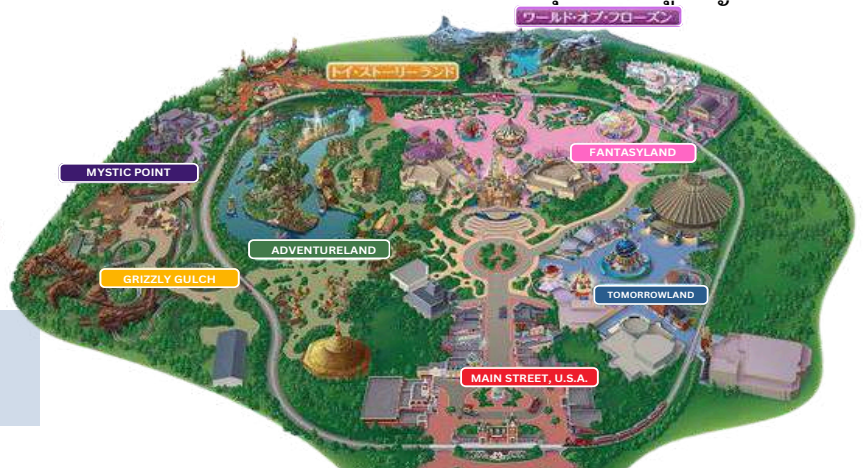 ワールド・オブ・フローズン
トイ・ストーリーランド
FANTASYLAND
MYSTIC POINT
ADVENTURELAND
GRIZZLY GULCH
TOMORROWLAND
MAIN STREET, U.S.A.